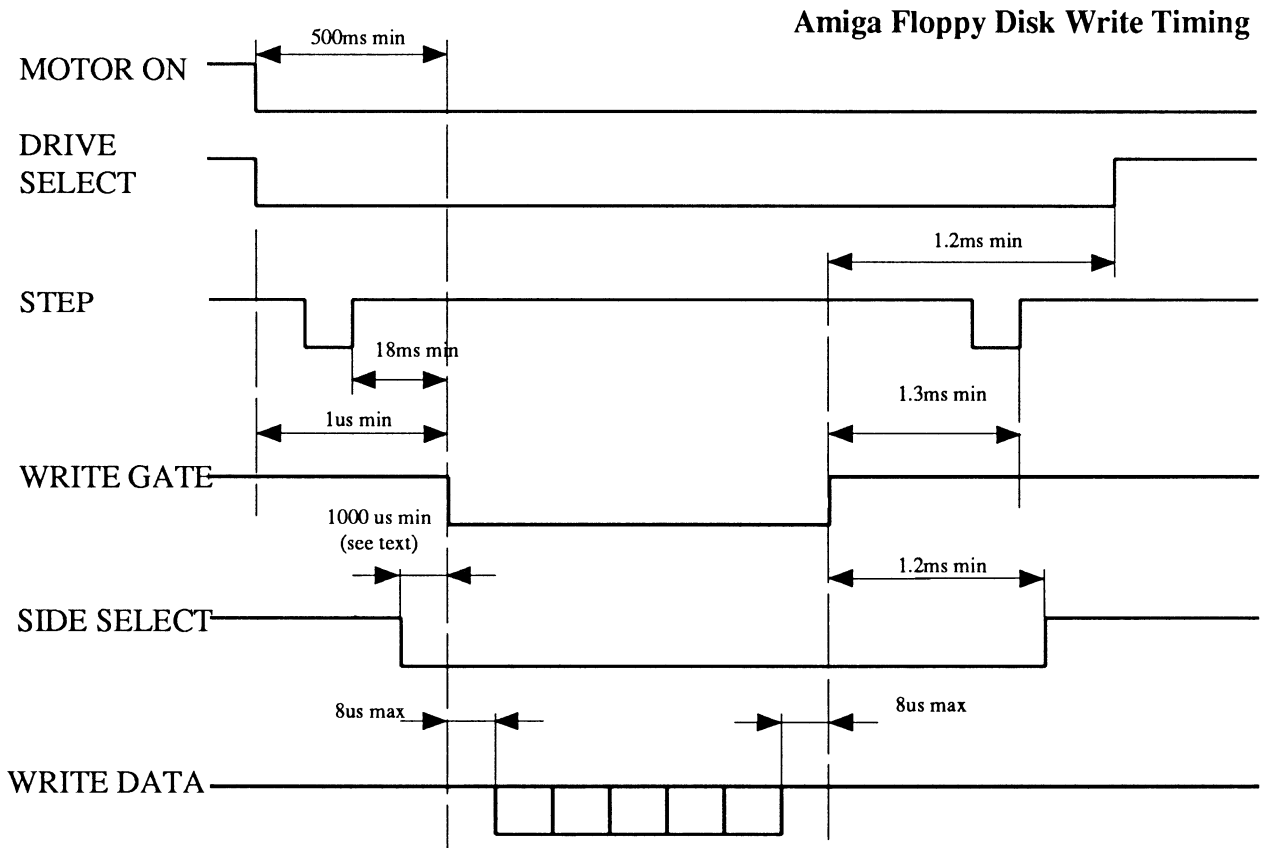 Amiga Floppy Disk Write Timing
500ms min
MOTOR ON
DRIVE
SELECT
1.2ms min
STEP
18ms min
1.3ms min
1us min
WRITE GATE
1000 us min
(see text)
1.2ms min
SIDE SELECT
8us max
8us max
WRITE DATA